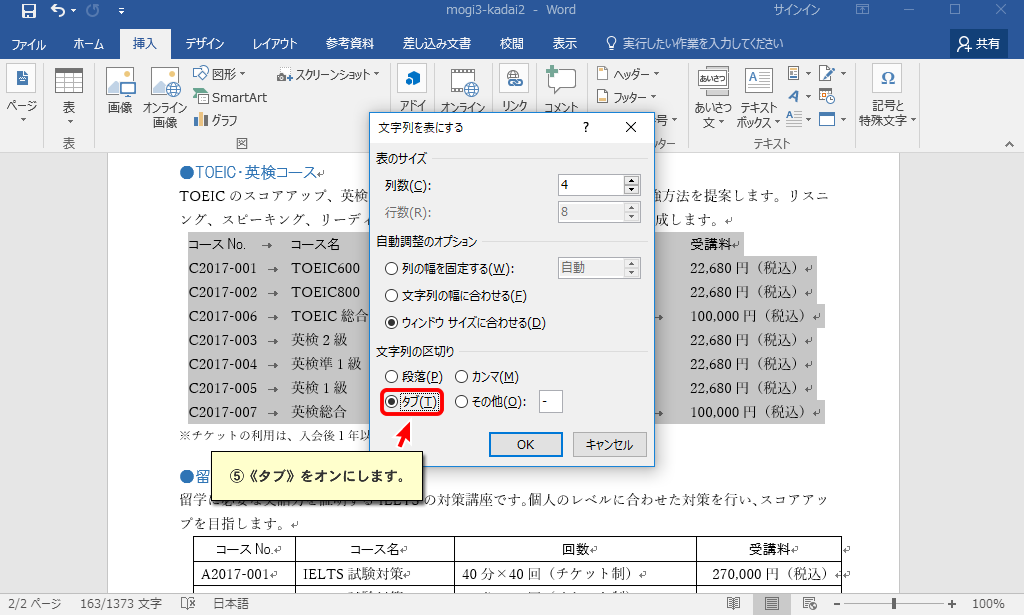 mogi3-kadai2 - Word
サインイン
ファイル ホーム 挿入 デザイン レイアウト 参考資料 差し込み文書 校閲 表示 実行したい作業を入力してください 共有
ページ
表
画像
オンライン画像
図形
SmartArt
グラフ
スクリーンショット
アドイ
オンライン
リンク
コメント
ヘッダー
フッター
号
あいさつ
あいさつ文
テキストボックス
記号と特殊文字
表
図
ター
テキスト
文字列を表にする ? ×
表のサイズ
列数(C): 4
行数(R): 8
自動調整のオプション
列の幅を固定する(W): 自動
文字列の幅に合わせる(F)
ウィンドウ サイズに合わせる(D)
文字列の区切り
段落(P) カンマ(M)
タブ(T) その他(O): -
OK キャンセル
⑤《タブ》をオンにします。
●TOEIC・英検コース
TOEIC のスコアアップ、英検 強方法を提案します。リスニ
ング、スピーキング、リーディ 成します。
コース No. → コース名 受講料
C2017-001 → TOEIC600 22,680 円（税込）
C2017-002 → TOEIC800 22,680 円（税込）
C2017-006 → TOEIC 総合 → 100,000 円（税込）
C2017-003 → 英検 2 級 22,680 円（税込）
C2017-004 → 英検準 1 級 22,680 円（税込）
C2017-005 → 英検 1 級 22,680 円（税込）
C2017-007 → 英検総合 → 100,000 円（税込）
※チケットの利用は、入会後 1 年以
●留
留学 の対策講座です。個人のレベルに合わせた対策を行い、スコアアッ
プを目指します。
コース No. コース名 回数 受講料
A2017-001 IELTS 試験対策 40 分×40 回（チケット制） 270,000 円（税込）
2/2 ページ 163/1373 文字 日本語 100%